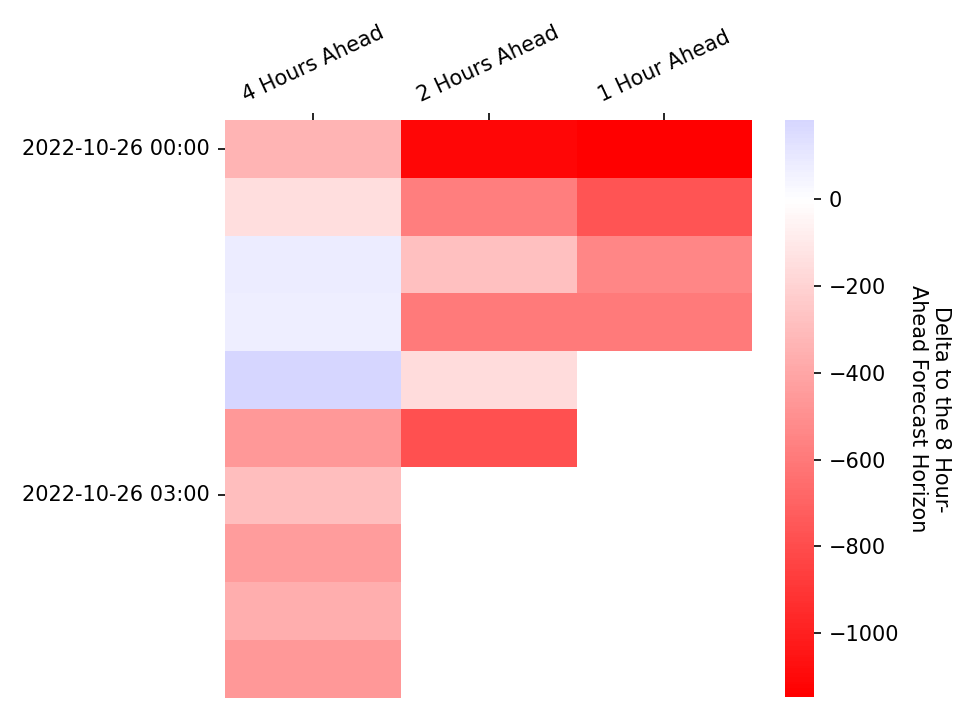 4 Hours Ahead
2 Hours Ahead
1 Hour Ahead
2022-10-26 00:00
2022-10-26 03:00
0
−200
−400
−600
−800
−1000
Delta to the 8 Hour-
Ahead Forecast Horizon